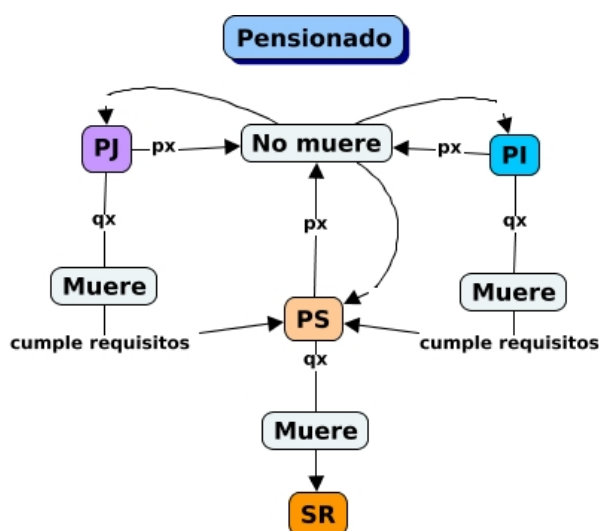 Pensionado
PJ
px
No muere
px
PI
qx
px
qx
Muere
Muere
PS
cumple requisitos
cumple requisitos
qx
Muere
SR